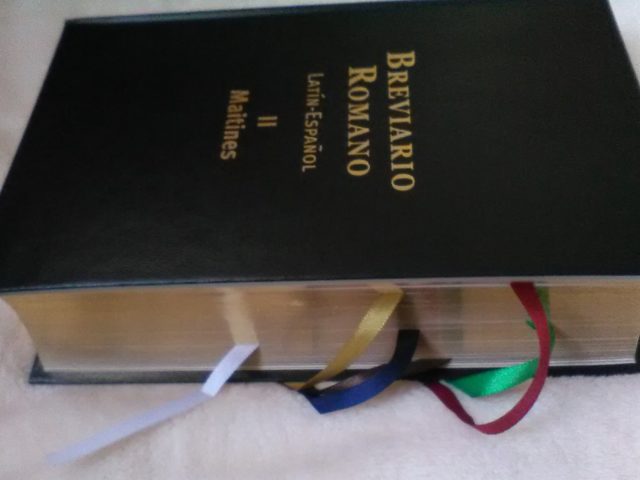 BREVIARIO
ROMANO
LATÍN-ESPAÑOL
II
Maitines